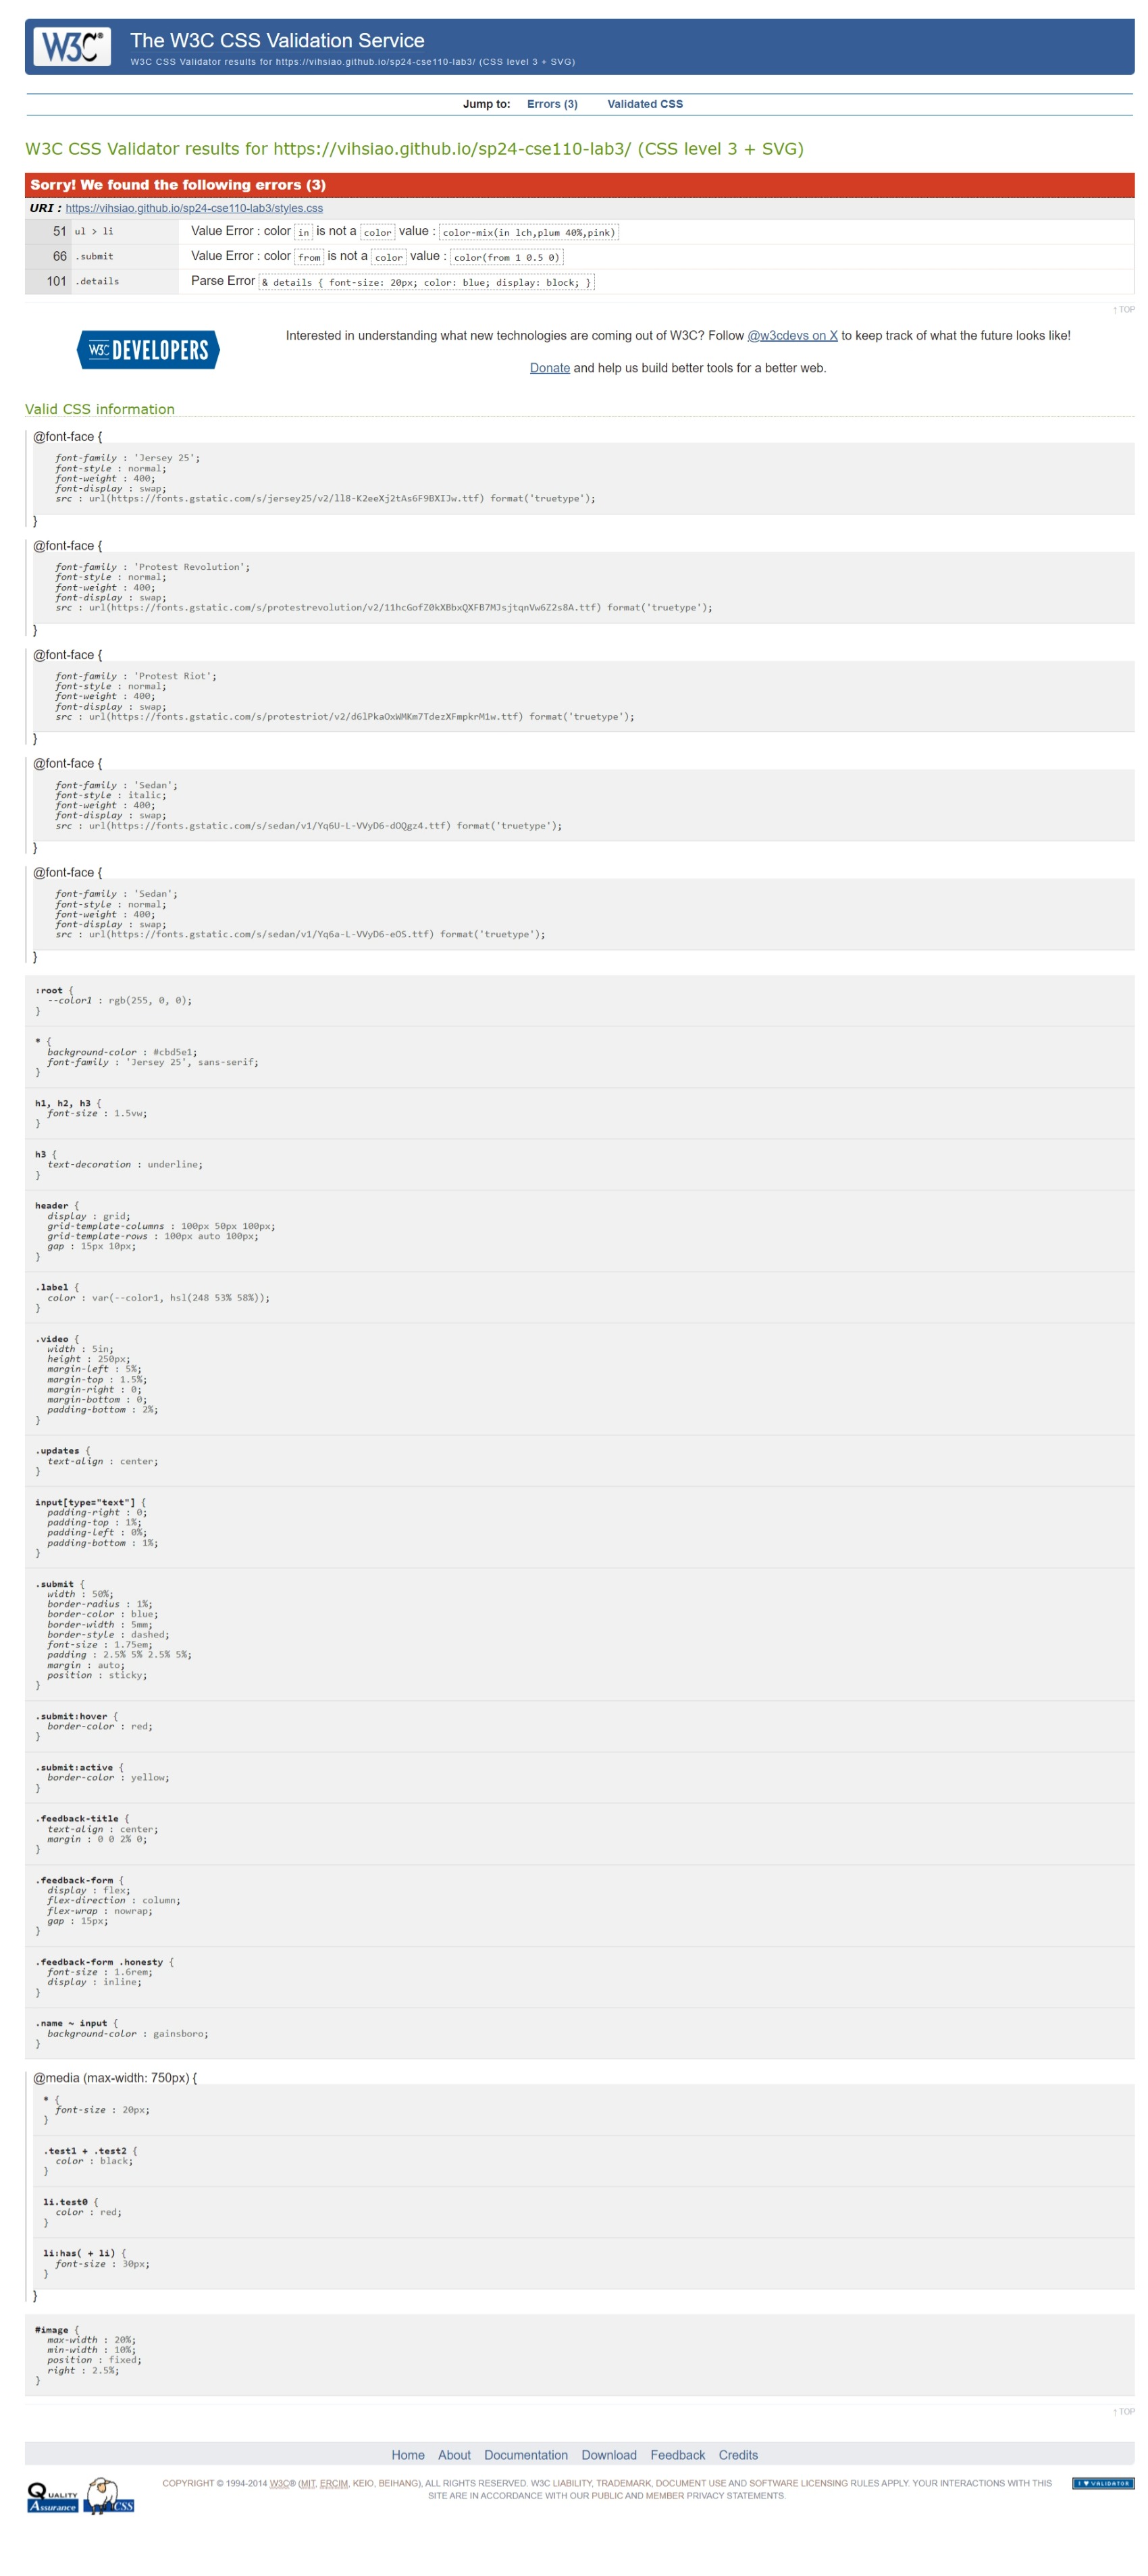 W3C®
The W3C CSS Validation Service
W3C CSS Validator results for https://vihsiao.github.io/sp24-cse110-lab3/ (CSS level 3 + SVG)
Jump to: Errors (3) Validated CSS
W3C CSS Validator results for https://vihsiao.github.io/sp24-cse110-lab3/ (CSS level 3 + SVG)
Sorry! We found the following errors (3)
URI : https://vihsiao.github.io/sp24-cse110-lab3/styles.css
51 ul > li Value Error : color in is not a color value : color-mix(in lch,plum 40%,pink)
66 .submit Value Error : color from is not a color value : color(from 1 0.5 0)
101 .details Parse Error & details { font-size: 20px; color: blue; display: block; }
↑ TOP
W3C DEVELOPERS
Interested in understanding what new technologies are coming out of W3C? Follow @w3cdevs on X to keep track of what the future looks like!
Donate and help us build better tools for a better web.
Valid CSS information
@font-face {
font-family : 'Jersey 25';
font-style : normal;
font-weight : 400;
font-display : swap;
src : url(https://fonts.gstatic.com/s/jersey25/v2/ll8-K2eeXj2tAs6F9BXIJw.ttf) format('truetype');
}
@font-face {
font-family : 'Protest Revolution';
font-style : normal;
font-weight : 400;
font-display : swap;
src : url(https://fonts.gstatic.com/s/protestrevolution/v2/11hcGofZ0kXBbxQXFB7MJsjtqnVw6Z2s8A.ttf) format('truetype');
}
@font-face {
font-family : 'Protest Riot';
font-style : normal;
font-weight : 400;
font-display : swap;
src : url(https://fonts.gstatic.com/s/protestriot/v2/d6lPkaOxWMKm7TdezXFmpkrM1w.ttf) format('truetype');
}
@font-face {
font-family : 'Sedan';
font-style : italic;
font-weight : 400;
font-display : swap;
src : url(https://fonts.gstatic.com/s/sedan/v1/Yq6U-L-VVyD6-dOQgz4.ttf) format('truetype');
}
@font-face {
font-family : 'Sedan';
font-style : normal;
font-weight : 400;
font-display : swap;
src : url(https://fonts.gstatic.com/s/sedan/v1/Yq6a-L-VVyD6-eOS.ttf) format('truetype');
}
:root {
--color1 : rgb(255, 0, 0);
}
* {
background-color : #cbd5e1;
font-family : 'Jersey 25', sans-serif;
}
h1, h2, h3 {
font-size : 1.5vw;
}
h3 {
text-decoration : underline;
}
header {
display : grid;
grid-template-columns : 100px 50px 100px;
grid-template-rows : 100px auto 100px;
gap : 15px 10px;
}
.label {
color : var(--color1, hsl(248 53% 58%));
}
.video {
width : 5in;
height : 250px;
margin-left : 5%;
margin-top : 1.5%;
margin-right : 0;
margin-bottom : 0;
padding-bottom : 2%;
}
.updates {
text-align : center;
}
input[type="text"] {
padding-right : 0;
padding-top : 1%;
padding-left : 0%;
padding-bottom : 1%;
}
.submit {
width : 50%;
border-radius : 1%;
border-color : blue;
border-width : 5mm;
border-style : dashed;
font-size : 1.75em;
padding : 2.5% 5% 2.5% 5%;
margin : auto;
position : sticky;
}
.submit:hover {
border-color : red;
}
.submit:active {
border-color : yellow;
}
.feedback-title {
text-align : center;
margin : 0 0 2% 0;
}
.feedback-form {
display : flex;
flex-direction : column;
flex-wrap : nowrap;
gap : 15px;
}
.feedback-form .honesty {
font-size : 1.6rem;
display : inline;
}
.name ~ input {
background-color : gainsboro;
}
@media (max-width: 750px) {
* {
font-size : 20px;
}
.test1 + .test2 {
color : black;
}
li.test0 {
color : red;
}
li:has( + li) {
font-size : 30px;
}
}
#image {
max-width : 20%;
min-width : 10%;
position : fixed;
right : 2.5%;
}
↑ TOP
Home About Documentation Download Feedback Credits
QUALITY Assurance CSS
COPYRIGHT © 1994-2014 W3C® (MIT, ERCIM, KEIO, BEIHANG), ALL RIGHTS RESERVED. W3C LIABILITY, TRADEMARK, DOCUMENT USE AND SOFTWARE LICENSING RULES APPLY. YOUR INTERACTIONS WITH THIS
SITE ARE IN ACCORDANCE WITH OUR PUBLIC AND MEMBER PRIVACY STATEMENTS.
I ♥ VALIDATOR